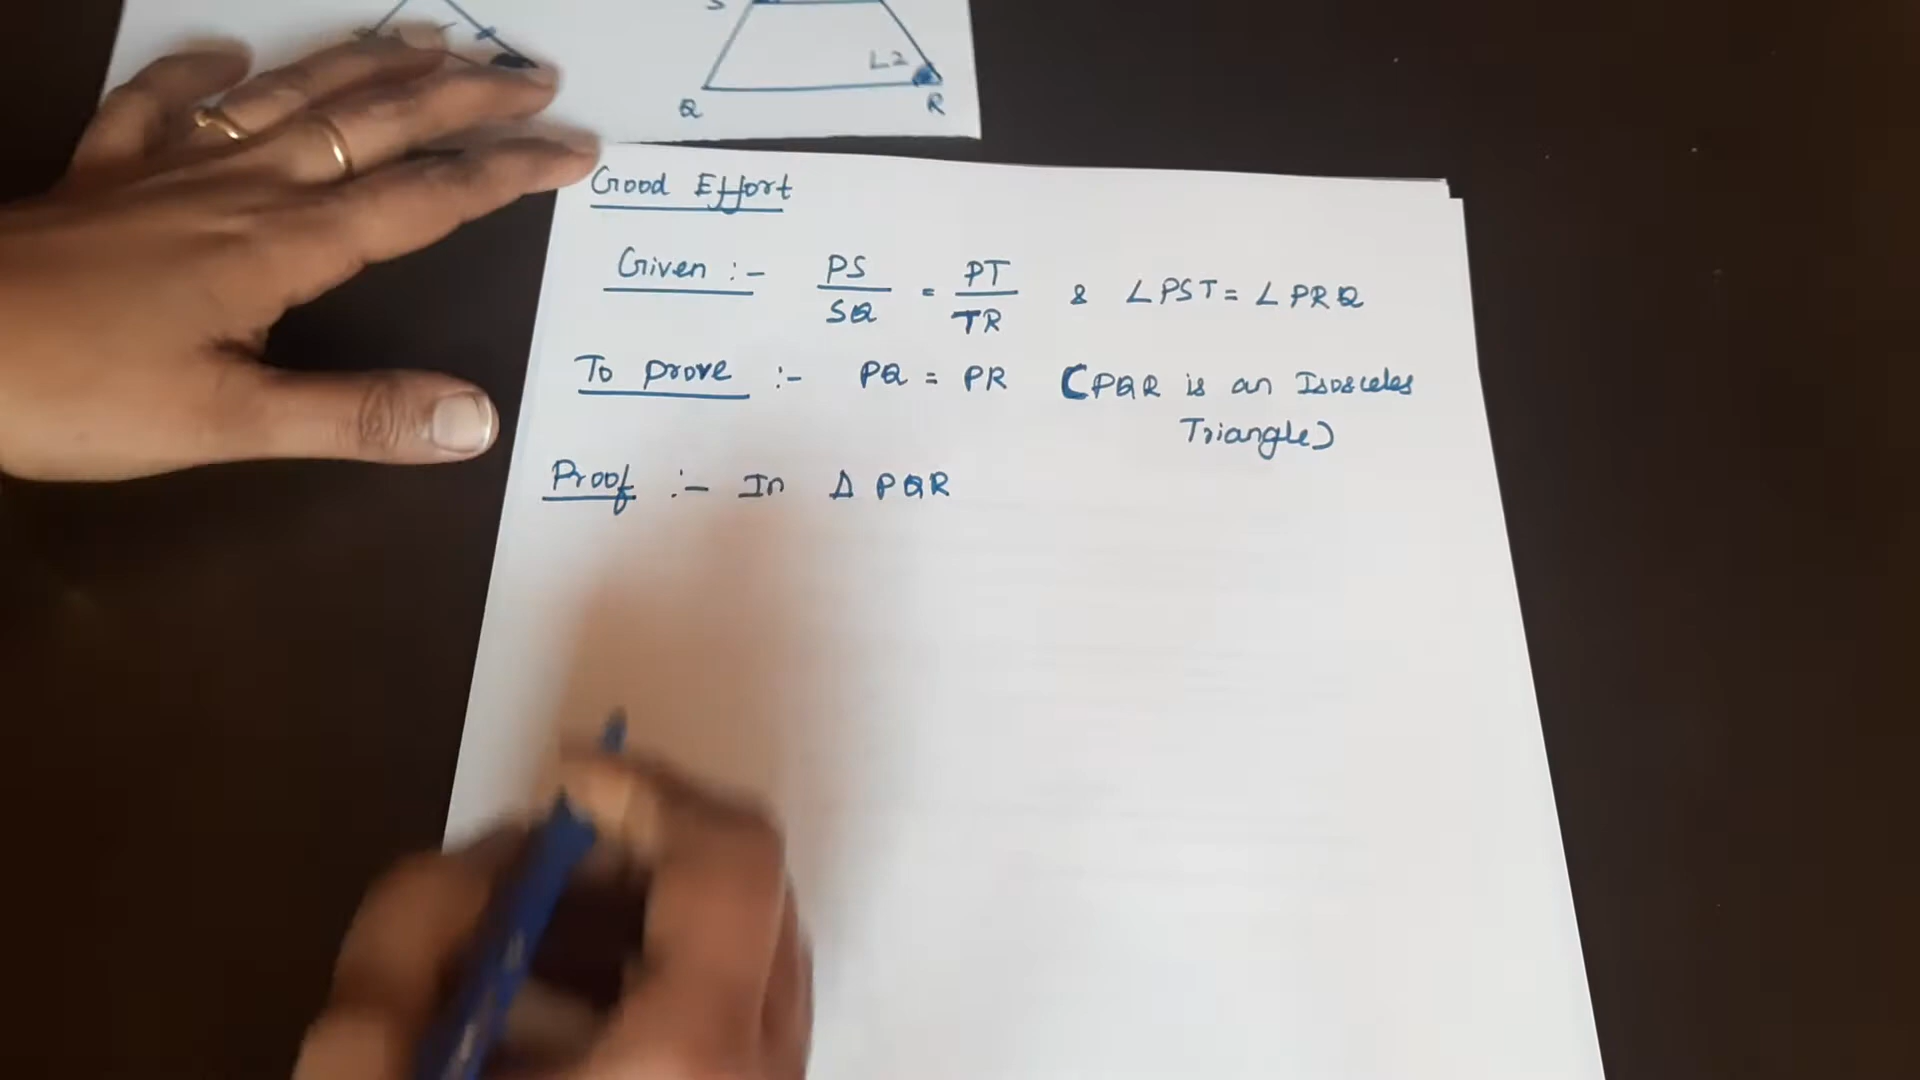 S
L2
Q
R
Good Effort
Given :- PS/SQ = PT/TR & ∠PST = ∠PRQ
To prove :- PQ = PR (PQR is an Isosceles
Triangle)
Proof :- In Δ PQR